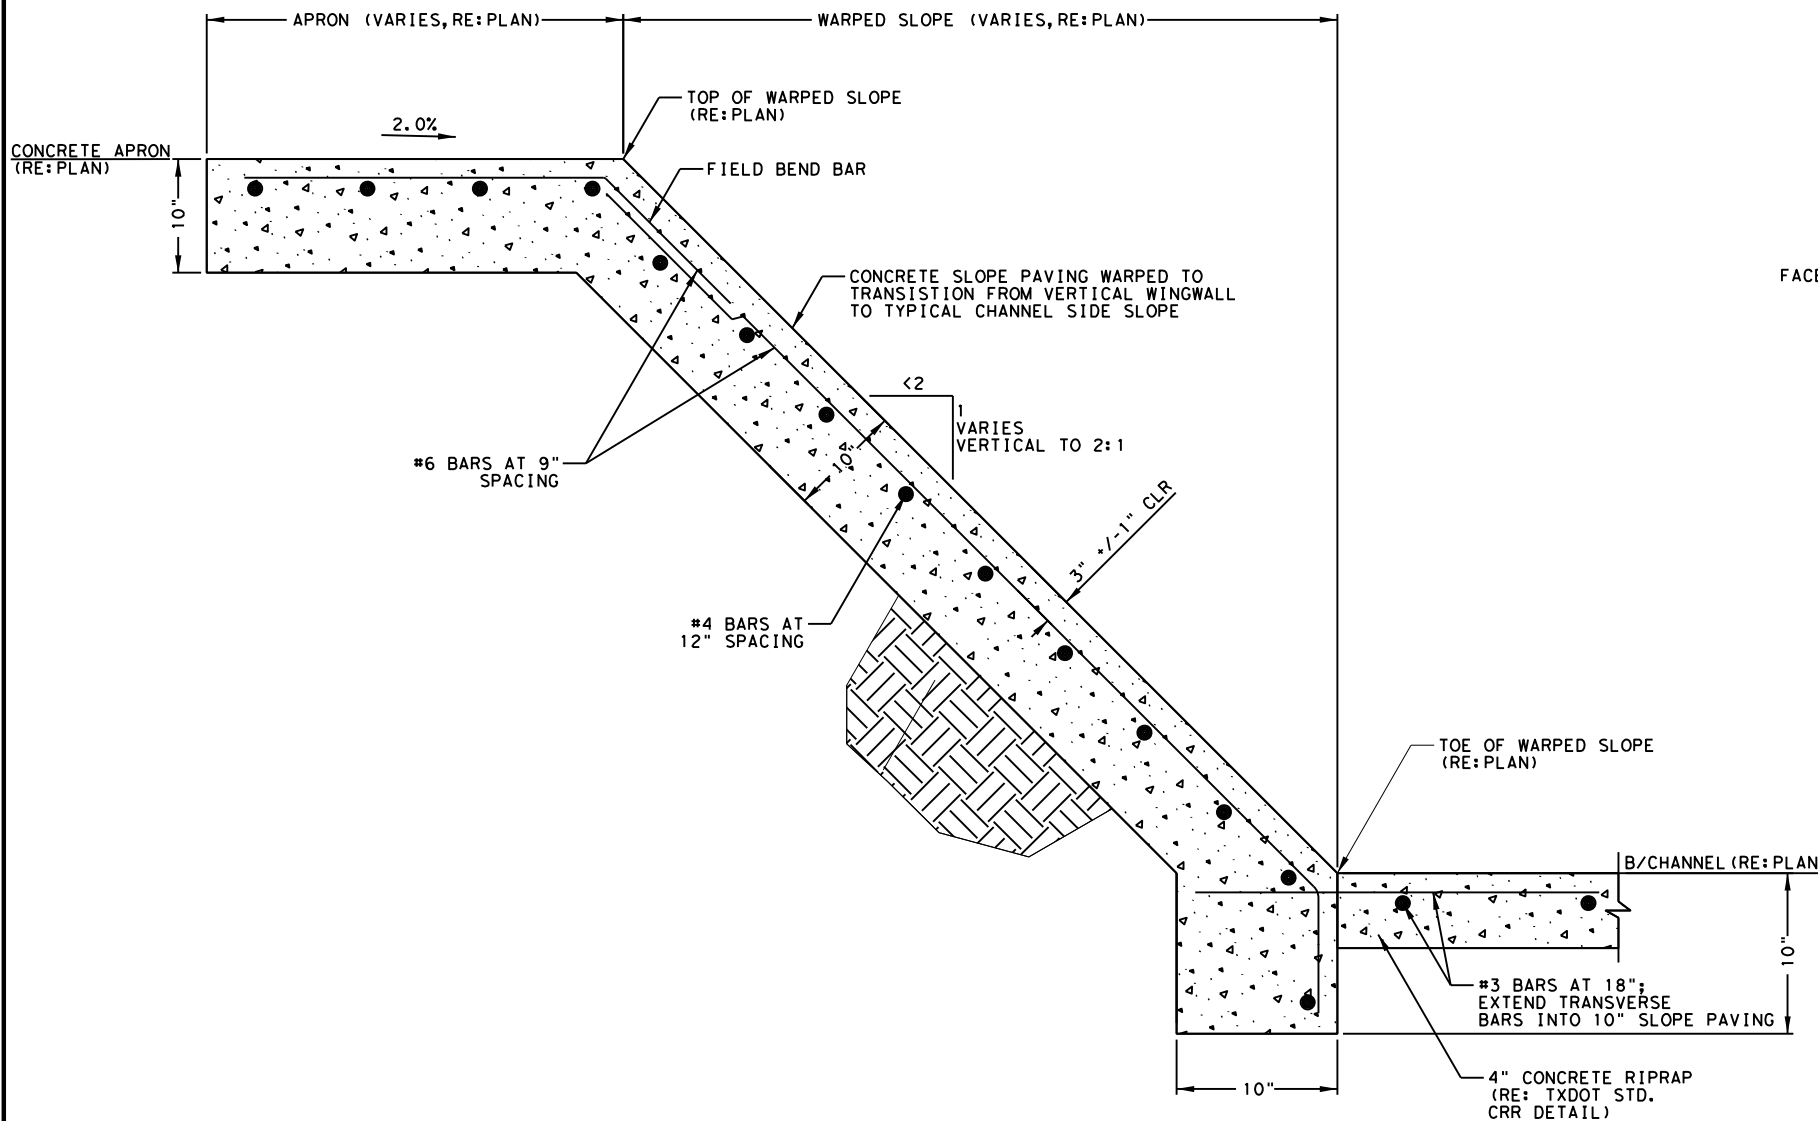 APRON (VARIES,RE:PLAN)
WARPED SLOPE (VARIES,RE:PLAN)
TOP OF WARPED SLOPE
(RE:PLAN)
2.0%
CONCRETE APRON
(RE:PLAN)
FIELD BEND BAR
10"
CONCRETE SLOPE PAVING WARPED TO
TRANSISTION FROM VERTICAL WINGWALL
TO TYPICAL CHANNEL SIDE SLOPE
FACE
<2
1
VARIES
VERTICAL TO 2:1
10"
#6 BARS AT 9"
SPACING
3" +/-1" CLR
#4 BARS AT
12" SPACING
TOE OF WARPED SLOPE
(RE:PLAN)
B/CHANNEL (RE:PLAN
10"
#3 BARS AT 18";
EXTEND TRANSVERSE
BARS INTO 10" SLOPE PAVING
10"
4" CONCRETE RIPRAP
(RE: TXDOT STD.
CRR DETAIL)